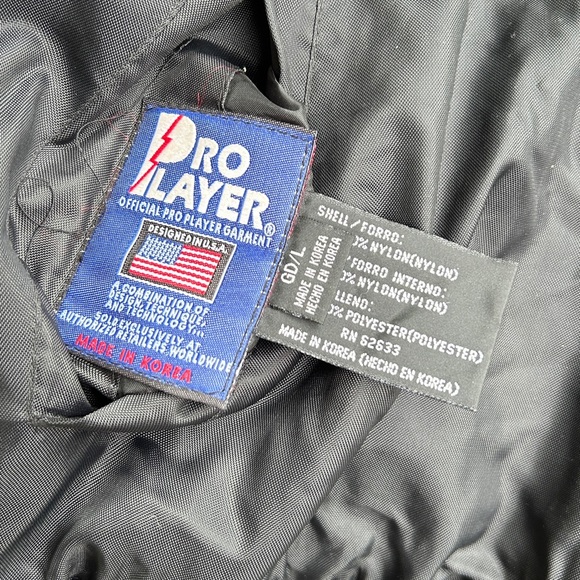 PRO
PLAYER®
OFFICIAL PRO PLAYER GARMENT
DESIGNED IN U.S.A
A COMBINATION OF
DESIGN, TECHNIQUE,
AND TECHNOLOGY.
SOLD EXCLUSIVELY AT
AUTHORIZED RETAILERS WORLDWIDE
MADE IN KOREA
GD/L
MADE IN KOREA
HECHO EN KOREA
SHELL/FORRO:
% NYLON(NYLON)
FORRO INTERNO:
% NYLON(NYLON)
LLENO:
0% POLYESTER(POLYESTER)
RN 62633
MADE IN KOREA (HECHO EN KOREA)